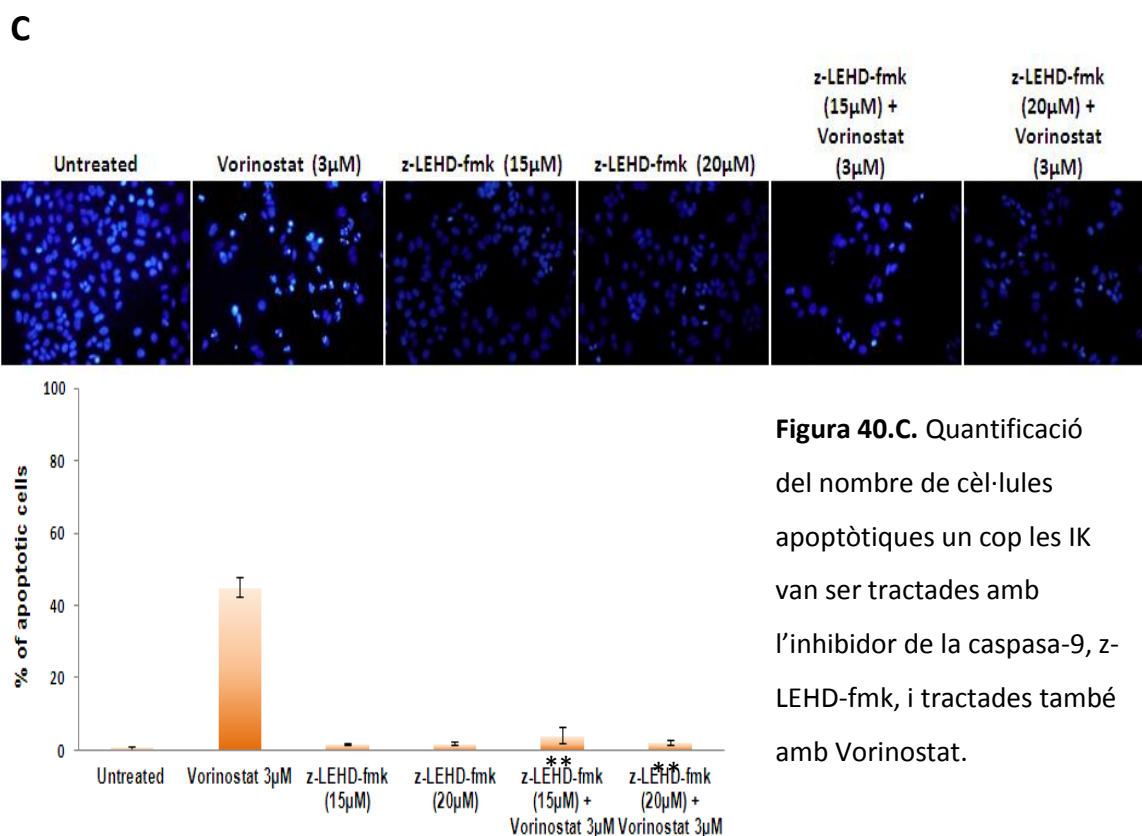 C
z-LEHD-fmk
(15µM) +
Vorinostat
(3µM)
z-LEHD-fmk
(20µM) +
Vorinostat
(3µM)
Untreated
Vorinostat (3µM)
z-LEHD-fmk (15µM)
z-LEHD-fmk (20µM)
100
80
60
40
20
0
% of apoptotic cells
Untreated
Vorinostat 3µM
z-LEHD-fmk
(15µM)
z-LEHD-fmk
(20µM)
**
z-LEHD-fmk
(15µM) +
Vorinostat 3µM
**
z-LEHD-fmk
(20µM) +
Vorinostat 3µM
Figura 40.C. Quantificació
del nombre de cèl·lules
apoptòtiques un cop les IK
van ser tractades amb
l'inhibidor de la caspasa-9, z-
LEHD-fmk, i tractades també
amb Vorinostat.